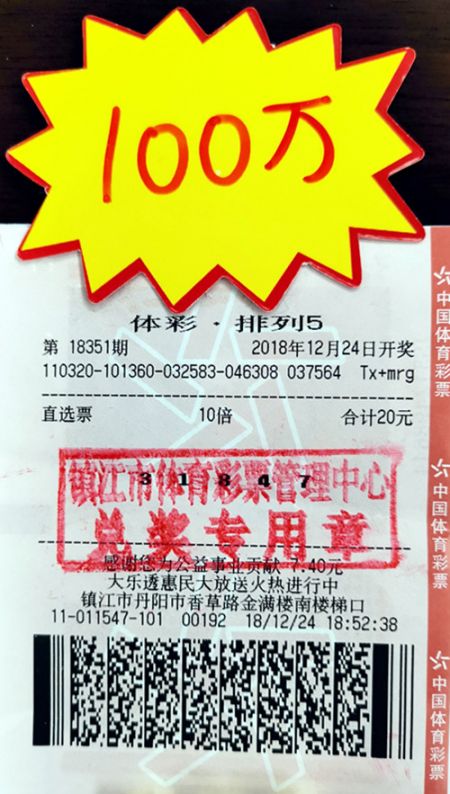 100万
体彩·排列5
第 18351期 2018年12月24日开奖
110320-101360-032583-046308 037564 Tx+mrg
直选票 10倍 合计20元
镇江市体育彩票管理中心
3 1 8 4 7
兑奖专用章
感谢您为公益事业贡献 7.40元
大乐透惠民大放送火热进行中
镇江市丹阳市香草路金满楼南楼梯口
11-011547-101 00192 18/12/24 18:52:38
中国体育彩票
中国体育彩票
中国体育彩票